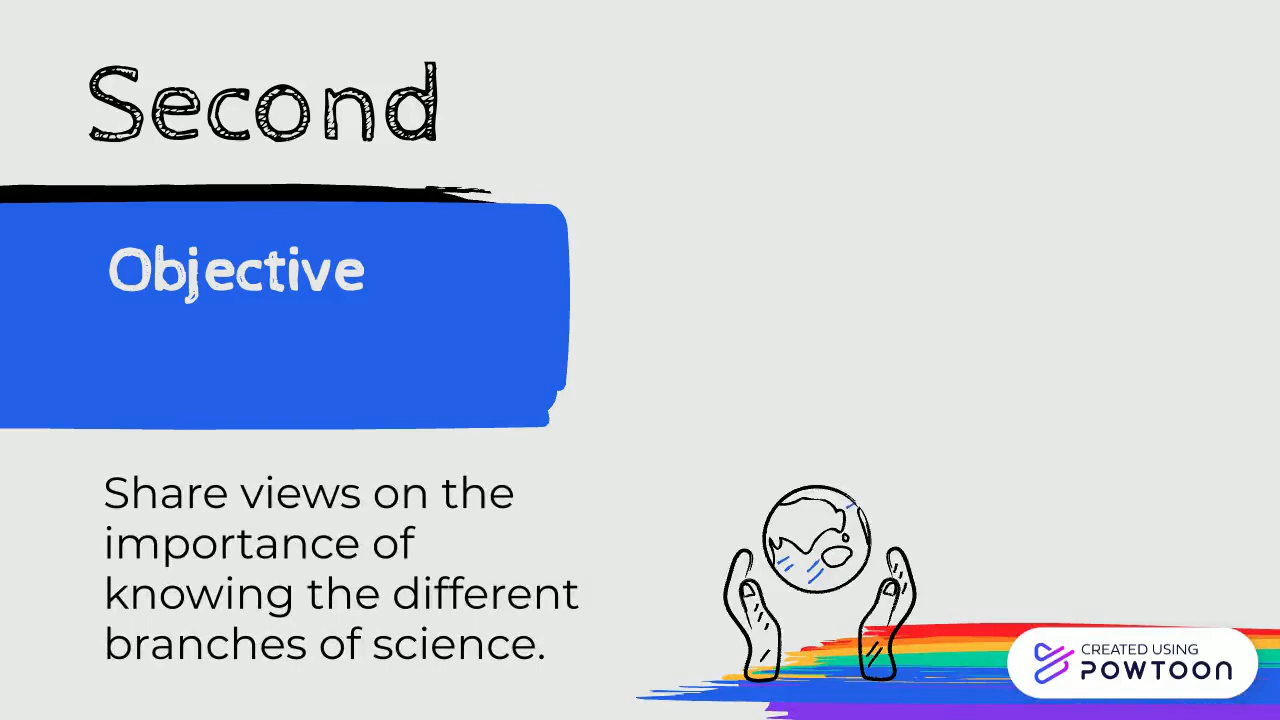 Second
Objective
Share views on the
importance of
knowing the different
branches of science.
CREATED USING
POWTOON